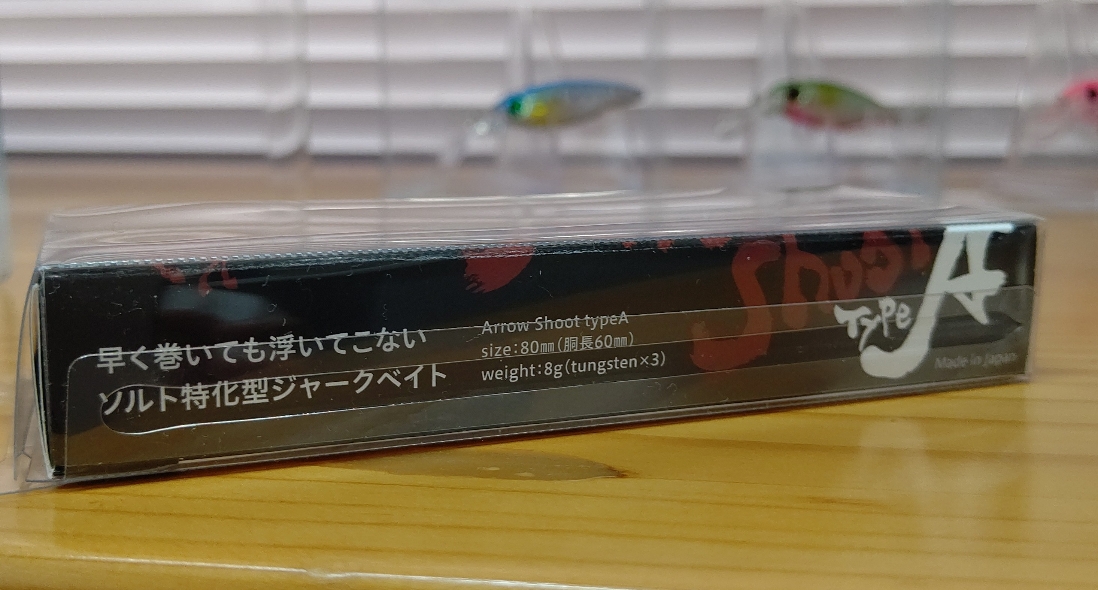 早く巻いても浮いてこない
ソルト特化型ジャークベイト
Arrow Shoot typeA
size:80㎜(胴長60㎜)
weight:8g(tungsten×3)
Shoot
Type A
Made in Japan